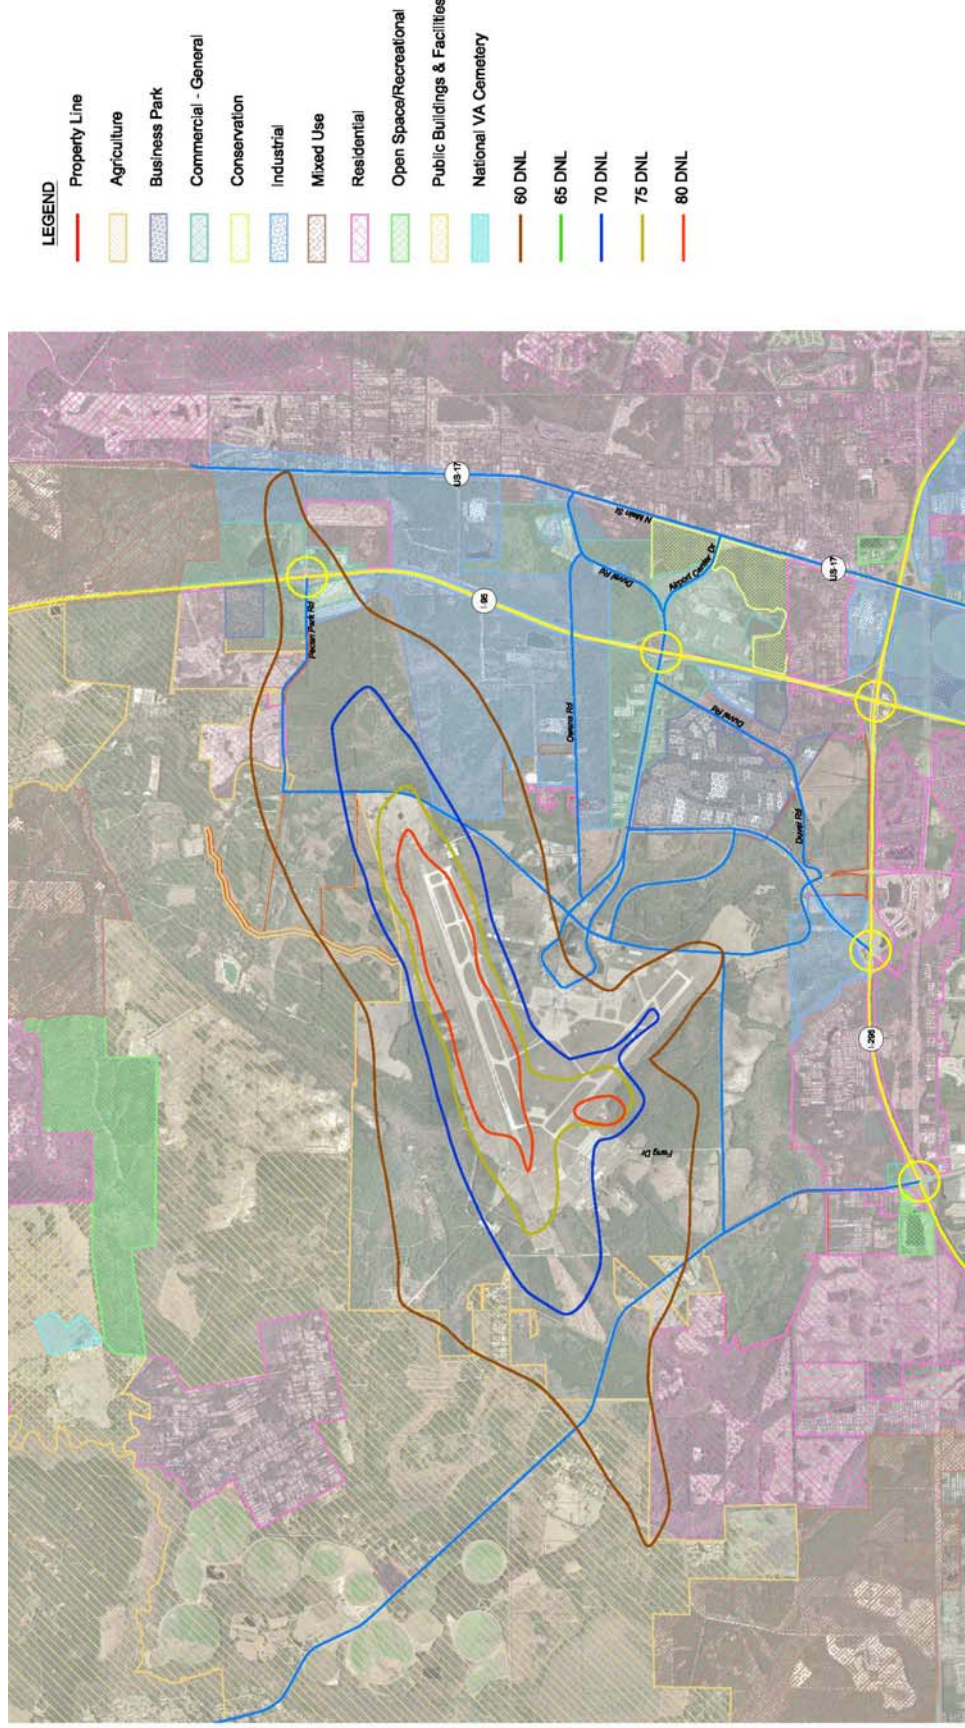 LEGEND
Property Line
Agriculture
Business Park
Commercial - General
Conservation
Industrial
Mixed Use
Residential
Open Space/Recreational
Public Buildings & Facilities
National VA Cemetery
60 DNL
65 DNL
70 DNL
75 DNL
80 DNL
Pecan Park Rd
US-17
I-95
N Main St
Duval Rd
Airport Center Dr
Owens Rd
US-17
Duval Rd
Duval Rd
I-295
Fang Dr